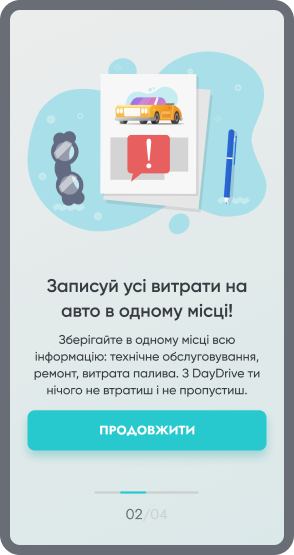 Записуй усі витрати на
авто в одному місці!
Зберігайте в одному місці всю
інформацію: технічне обслуговування,
ремонт, витрата палива. З DayDrive ти
нічого не втратиш і не пропустиш.
ПРОДОВЖИТИ
02/04